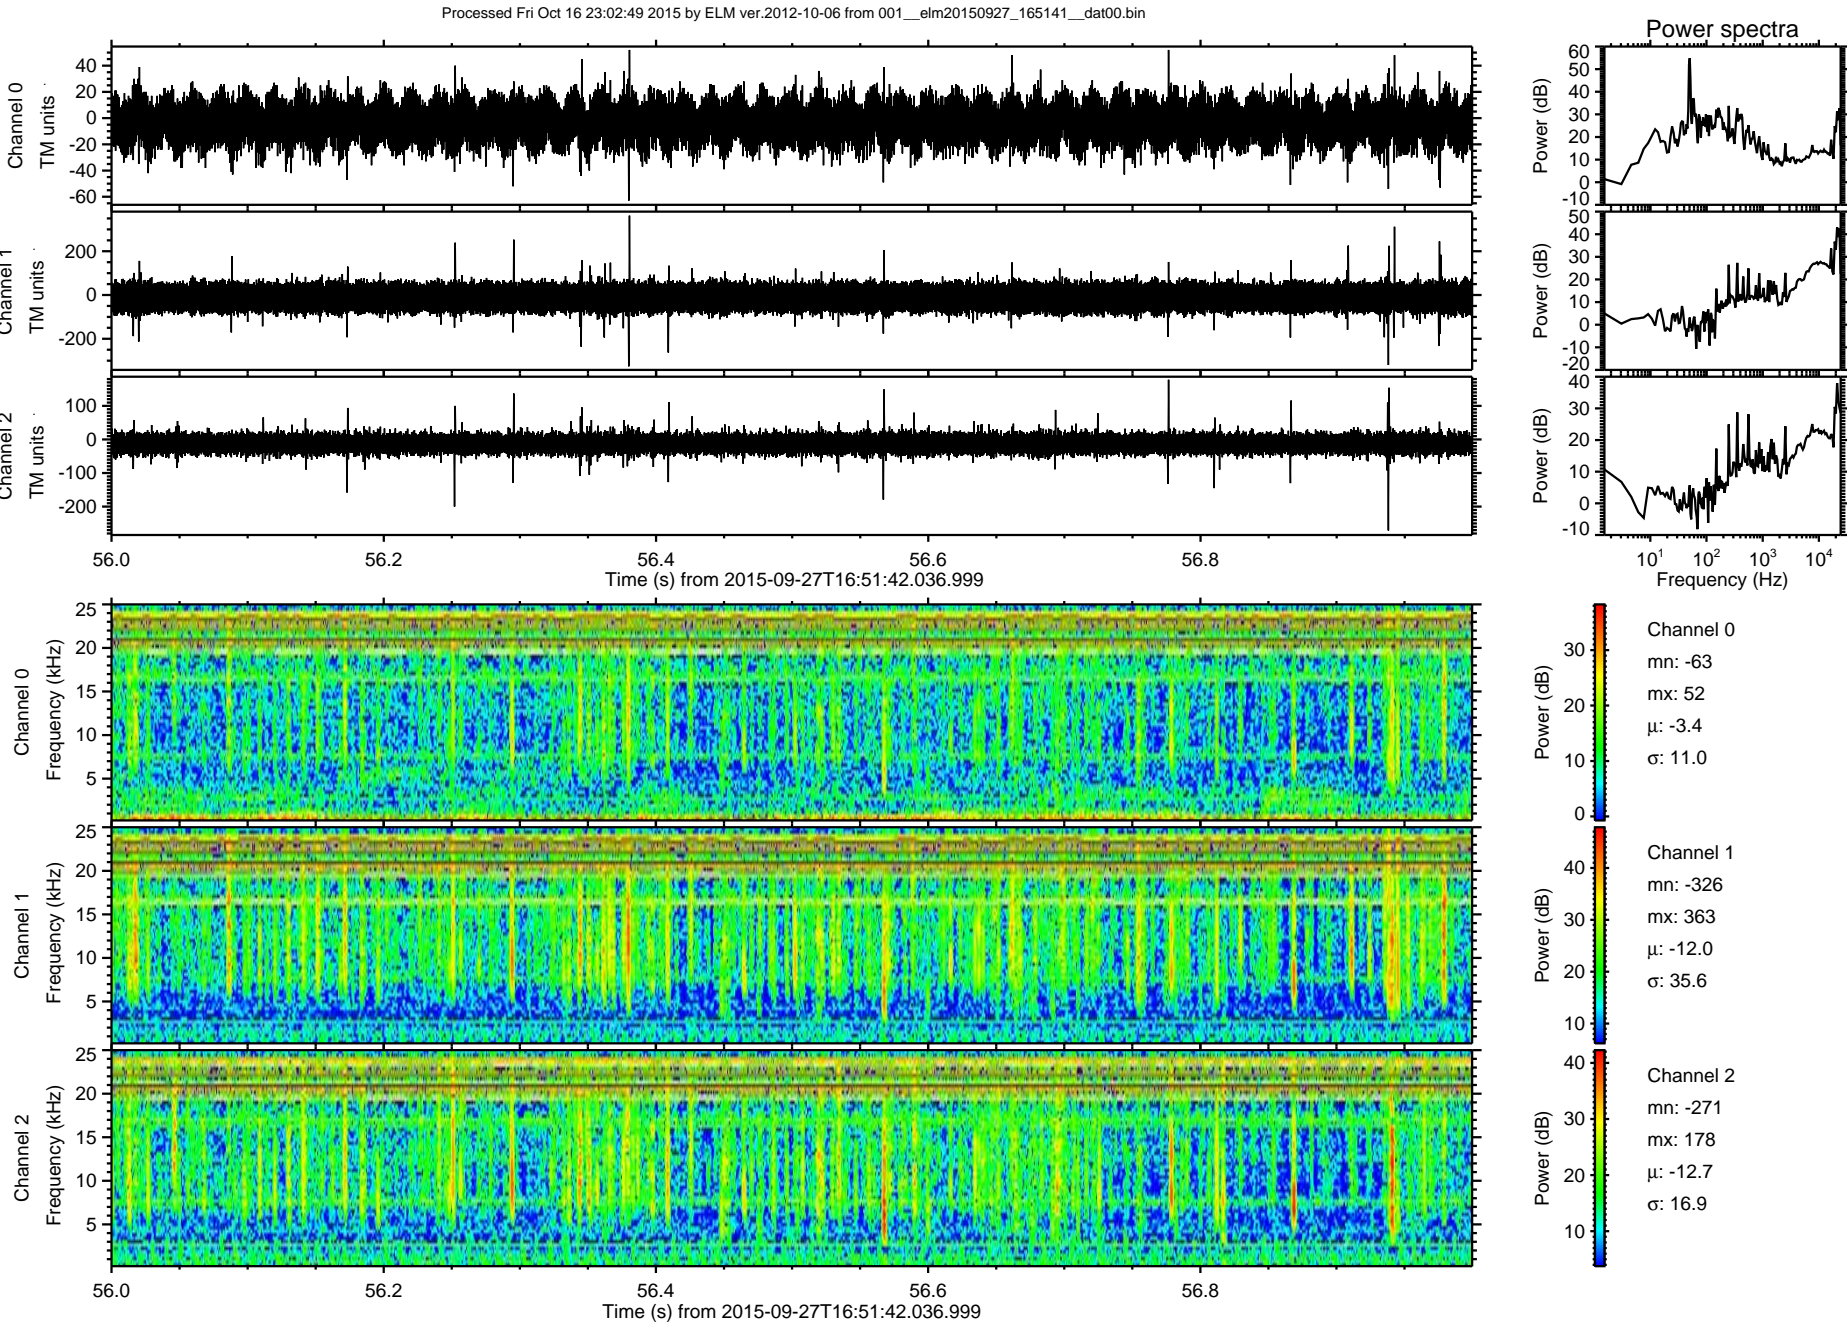 Processed Fri Oct 16 23:02:49 2015 by ELM ver.2012-10-06 from 001__elm20150927_165141__dat00.bin
Power spectra
Channel 0
TM units
40
20
0
-20
-40
-60
Power (dB)
60
50
40
30
20
10
0
-10
Channel 1
TM units
200
0
-200
Power (dB)
50
40
30
20
10
0
-10
-20
Channel 2
TM units
100
0
-100
-200
Power (dB)
40
30
20
10
0
-10
56.0 56.2 56.4 56.6 56.8
Time (s) from 2015-09-27T16:51:42.036.999
10^1 10^2 10^3 10^4
Frequency (Hz)
Channel 0
Frequency (kHz)
25
20
15
10
5
Power (dB)
30
20
10
0
Channel 0
mn: -63
mx: 52
μ: -3.4
σ: 11.0
Channel 1
Frequency (kHz)
25
20
15
10
5
Power (dB)
40
30
20
10
Channel 1
mn: -326
mx: 363
μ: -12.0
σ: 35.6
Channel 2
Frequency (kHz)
25
20
15
10
5
Power (dB)
40
30
20
10
Channel 2
mn: -271
mx: 178
μ: -12.7
σ: 16.9
56.0 56.2 56.4 56.6 56.8
Time (s) from 2015-09-27T16:51:42.036.999